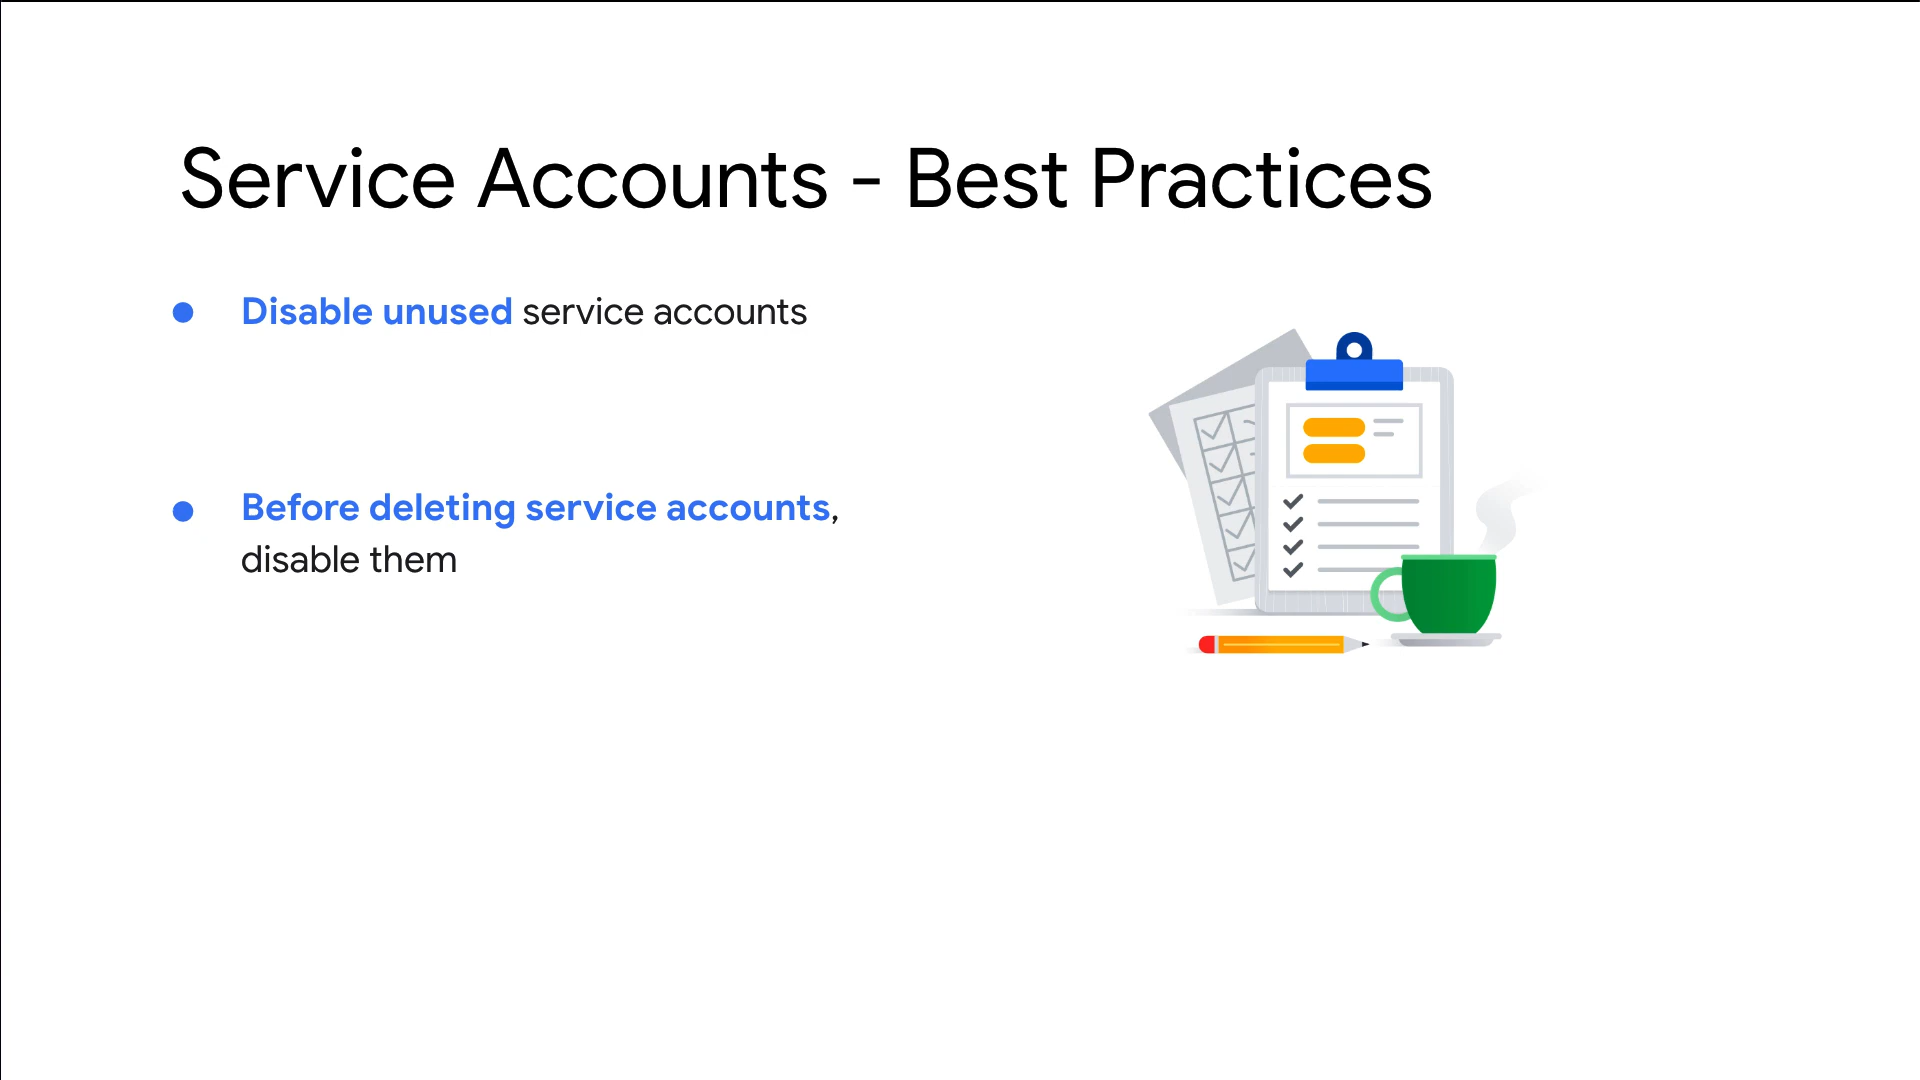 Service Accounts - Best Practices
Disable unused service accounts
Before deleting service accounts,
disable them